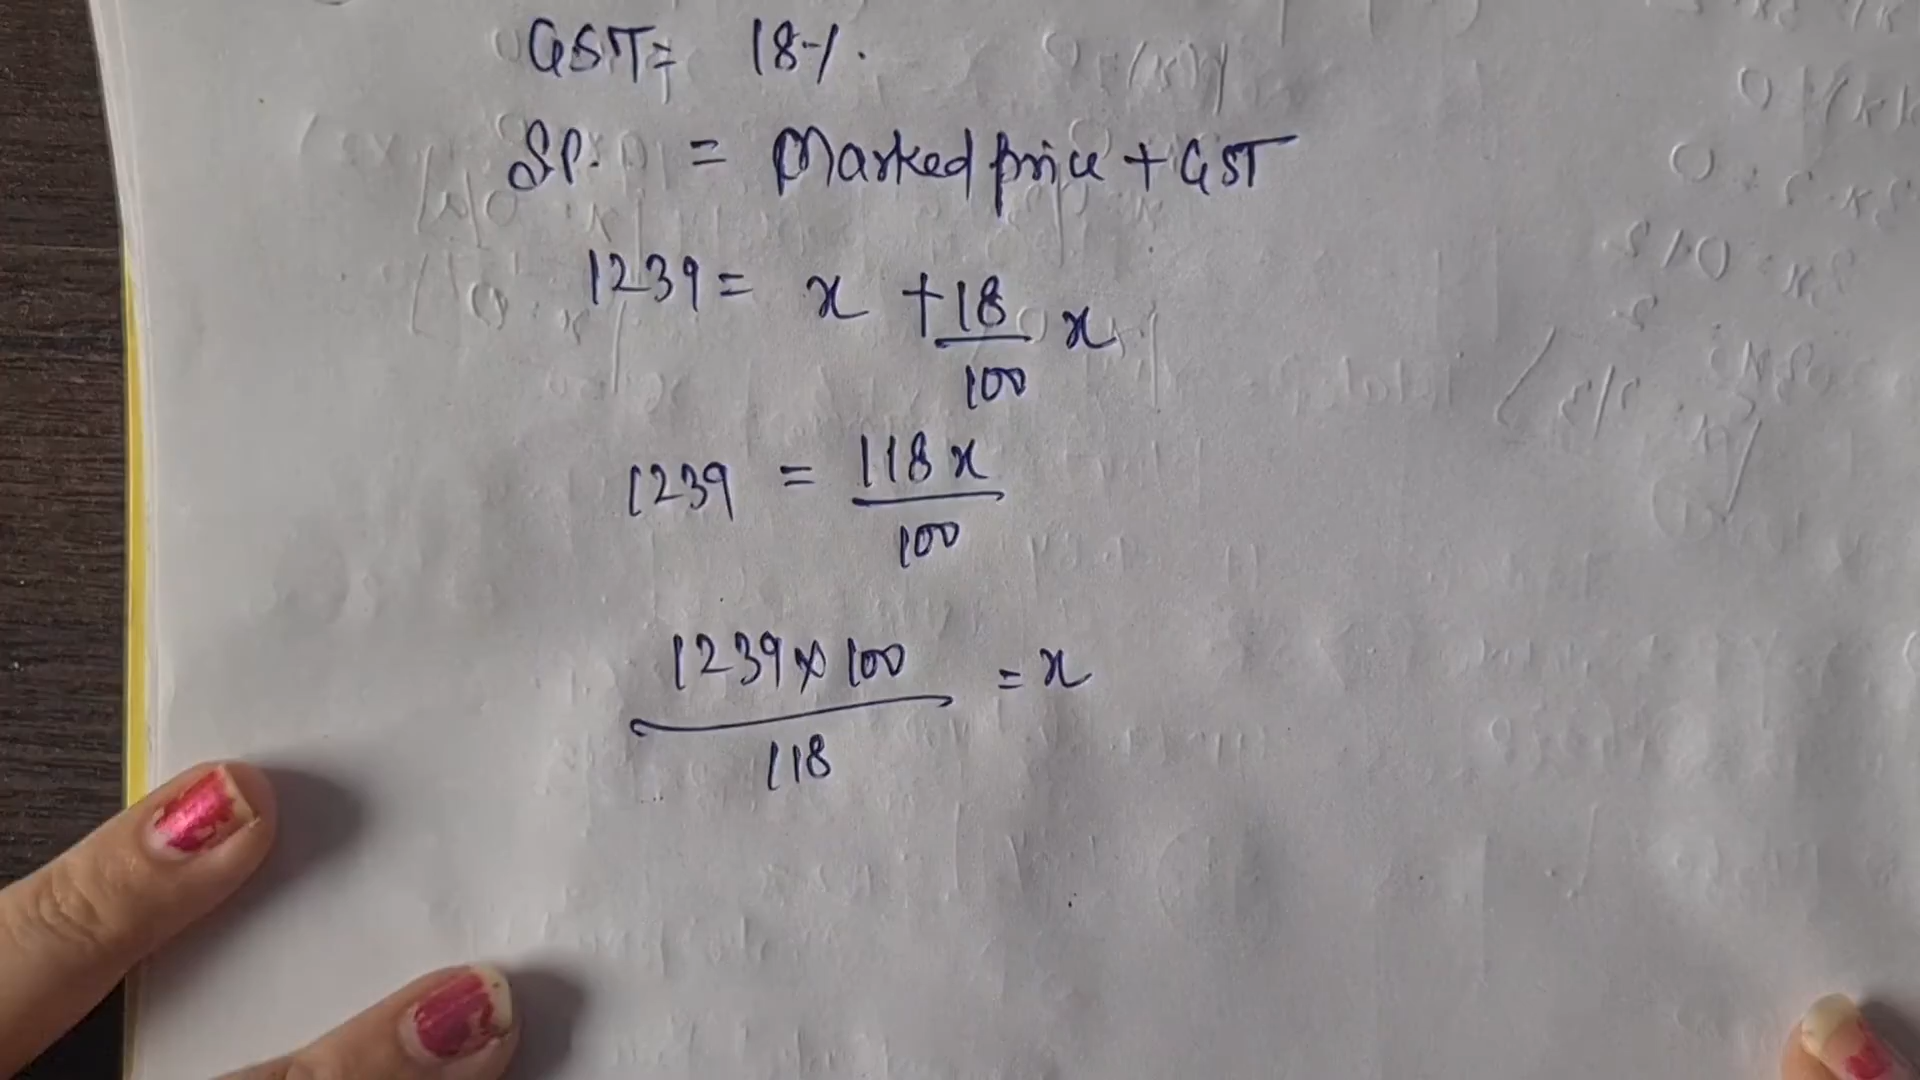 GST= 18%.
SP. = Marked price + GST
1239 = x + 18/100 x
1239 = 118x/100
1239 x 100/118 = x